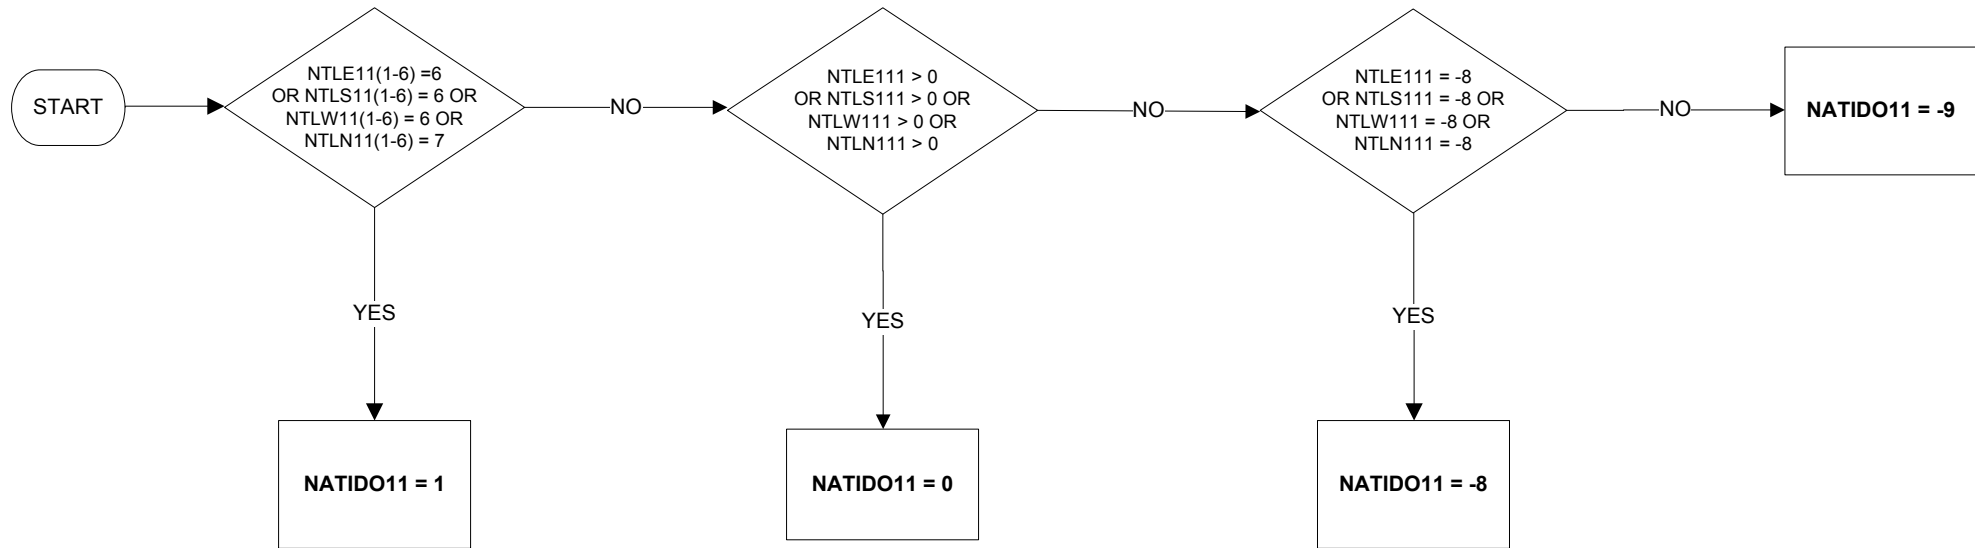 START
NTLE11(1-6) =6
OR NTLS11(1-6) = 6 OR
NTLW11(1-6) = 6 OR
NTLN11(1-6) = 7
NO
NTLE111 > 0
OR NTLS111 > 0 OR
NTLW111 > 0 OR
NTLN111 > 0
NO
NTLE111 = -8
OR NTLS111 = -8 OR
NTLW111 = -8 OR
NTLN111 = -8
NO
NATIDO11 = -9
YES
YES
YES
NATIDO11 = 1
NATIDO11 = 0
NATIDO11 = -8